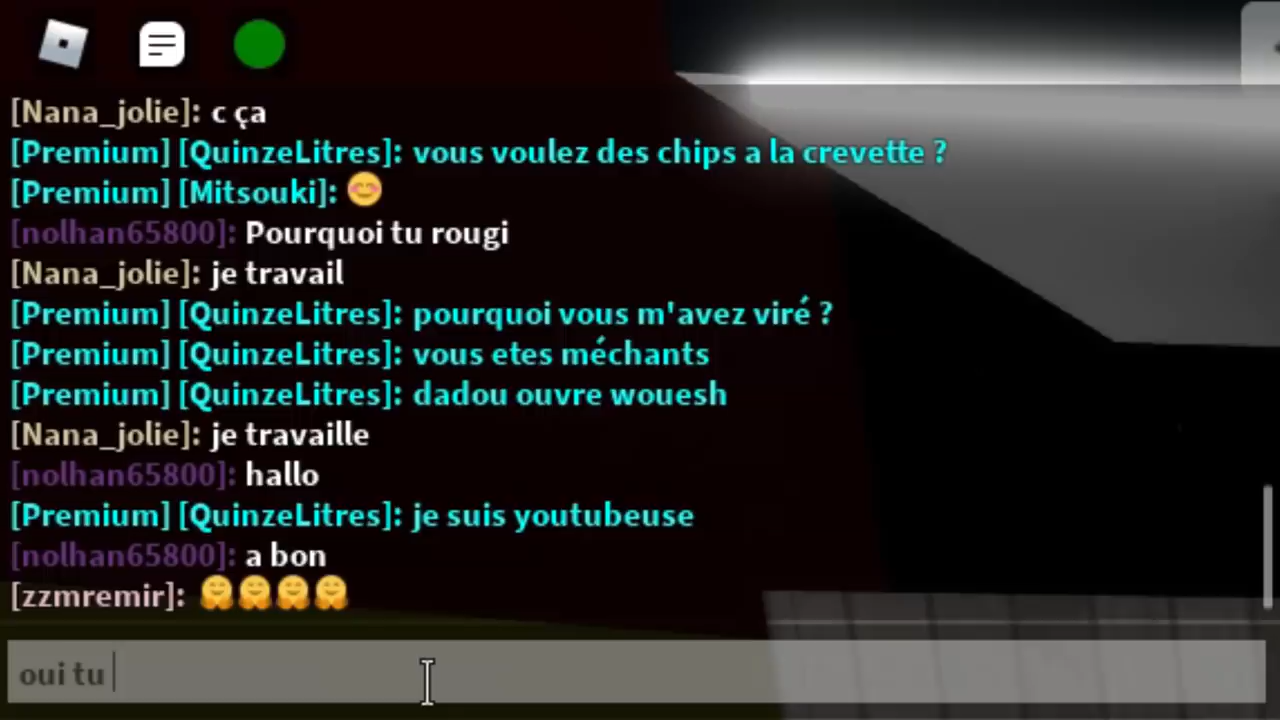 [Nana_jolie]: c ça
[Premium] [QuinzeLitres]: vous voulez des chips a la crevette ?
[Premium] [Mitsouki]: 😊
[nolhan65800]: Pourquoi tu rougi
[Nana_jolie]: je travail
[Premium] [QuinzeLitres]: pourquoi vous m'avez viré ?
[Premium] [QuinzeLitres]: vous etes méchants
[Premium] [QuinzeLitres]: dadou ouvre wouesh
[Nana_jolie]: je travaille
[nolhan65800]: hallo
[Premium] [QuinzeLitres]: je suis youtubeuse
[nolhan65800]: a bon
[zzmremir]: 🤗🤗🤗🤗
oui tu